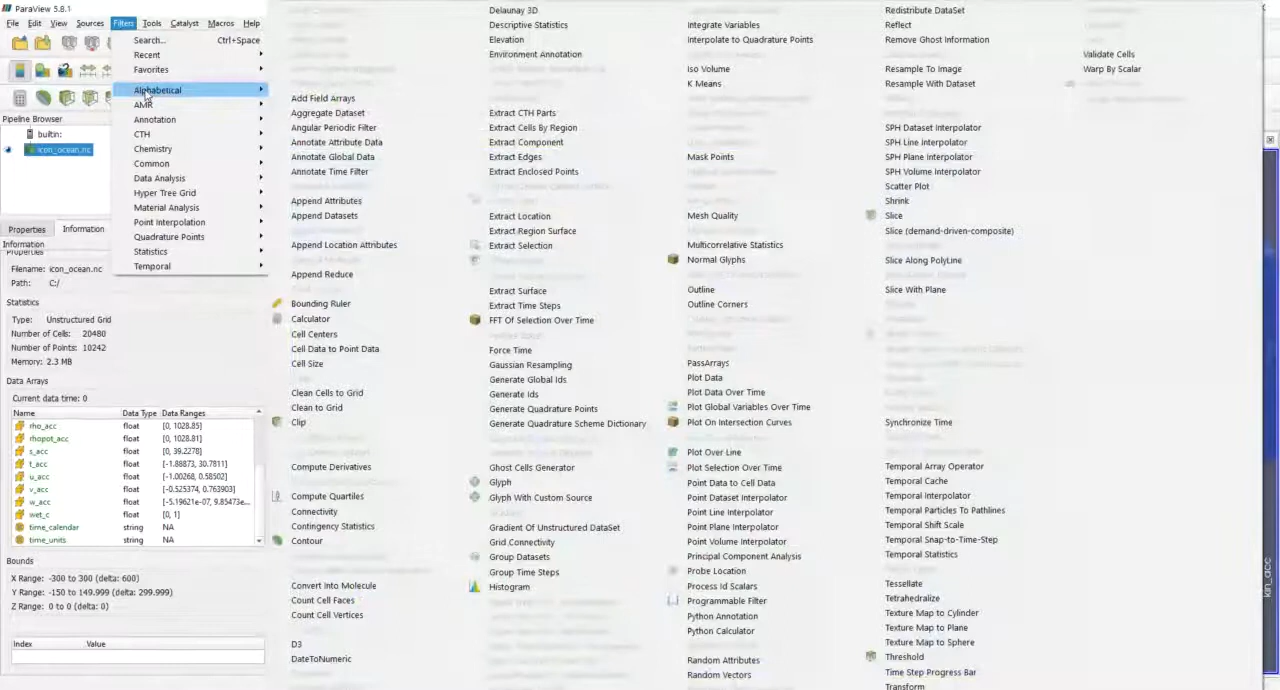 ParaView 5.8.1
File Edit View Sources Filters Tools Catalyst Macros Help
Search... Ctrl+Space
Recent
Favorites
Alphabetical
AMR
Annotation
CTH
Chemistry
Common
Data Analysis
Hyper Tree Grid
Material Analysis
Point Interpolation
Quadrature Points
Statistics
Temporal
Pipeline Browser
builtin:
icon_ocean.nc
Properties Information
Information
Properties
Filename: icon_ocean.nc
Path: C:/
Statistics
Type: Unstructured Grid
Number of Cells: 20480
Number of Points: 10242
Memory: 2.3 MB
Data Arrays
Current data time: 0
Name Data Type Data Ranges
rho_acc float [0, 1028.85]
rhopot_acc float [0, 1028.81]
s_acc float [0, 39.2278]
t_acc float [-1.88873, 30.7811]
u_acc float [-1.00268, 0.58502]
v_acc float [-0.525374, 0.763903]
w_acc float [-5.19621e-07, 9.85473e...
wet_c float [0, 1]
time_calendar string NA
time_units string NA
Bounds
X Range: -300 to 300 (delta: 600)
Y Range: -150 to 149.999 (delta: 299.999)
Z Range: 0 to 0 (delta: 0)
Index Value
Add Field Arrays
Aggregate Dataset
Angular Periodic Filter
Annotate Attribute Data
Annotate Global Data
Annotate Time Filter
Append Attributes
Append Datasets
Append Location Attributes
Append Reduce
Bounding Ruler
Calculator
Cell Centers
Cell Data to Point Data
Cell Size
Clean Cells to Grid
Clean to Grid
Clip
Compute Derivatives
Compute Quartiles
Connectivity
Contingency Statistics
Contour
Convert Into Molecule
Count Cell Faces
Count Cell Vertices
D3
DateToNumeric
Delaunay 3D
Descriptive Statistics
Elevation
Environment Annotation
Extract CTH Parts
Extract Cells By Region
Extract Component
Extract Edges
Extract Enclosed Points
Extract Location
Extract Region Surface
Extract Selection
Extract Surface
Extract Time Steps
FFT Of Selection Over Time
Force Time
Gaussian Resampling
Generate Global Ids
Generate Ids
Generate Quadrature Points
Generate Quadrature Scheme Dictionary
Ghost Cells Generator
Glyph
Glyph With Custom Source
Gradient Of Unstructured DataSet
Grid Connectivity
Group Datasets
Group Time Steps
Histogram
Integrate Variables
Interpolate to Quadrature Points
Iso Volume
K Means
Mask Points
Mesh Quality
Multicorrelative Statistics
Normal Glyphs
Outline
Outline Corners
PassArrays
Plot Data
Plot Data Over Time
Plot Global Variables Over Time
Plot On Intersection Curves
Plot Over Line
Plot Selection Over Time
Point Data to Cell Data
Point Dataset Interpolator
Point Line Interpolator
Point Plane Interpolator
Point Volume Interpolator
Principal Component Analysis
Probe Location
Process Id Scalars
Programmable Filter
Python Annotation
Python Calculator
Random Attributes
Random Vectors
Redistribute DataSet
Reflect
Remove Ghost Information
Resample To Image
Resample With Dataset
SPH Dataset Interpolator
SPH Line Interpolator
SPH Plane Interpolator
SPH Volume Interpolator
Scatter Plot
Shrink
Slice
Slice (demand-driven-composite)
Slice Along PolyLine
Slice With Plane
Synchronize Time
Temporal Array Operator
Temporal Cache
Temporal Interpolator
Temporal Particles To Pathlines
Temporal Shift Scale
Temporal Snap-to-Time-Step
Temporal Statistics
Tessellate
Tetrahedralize
Texture Map to Cylinder
Texture Map to Plane
Texture Map to Sphere
Threshold
Time Step Progress Bar
Transform
Validate Cells
Warp By Scalar
kin_acc